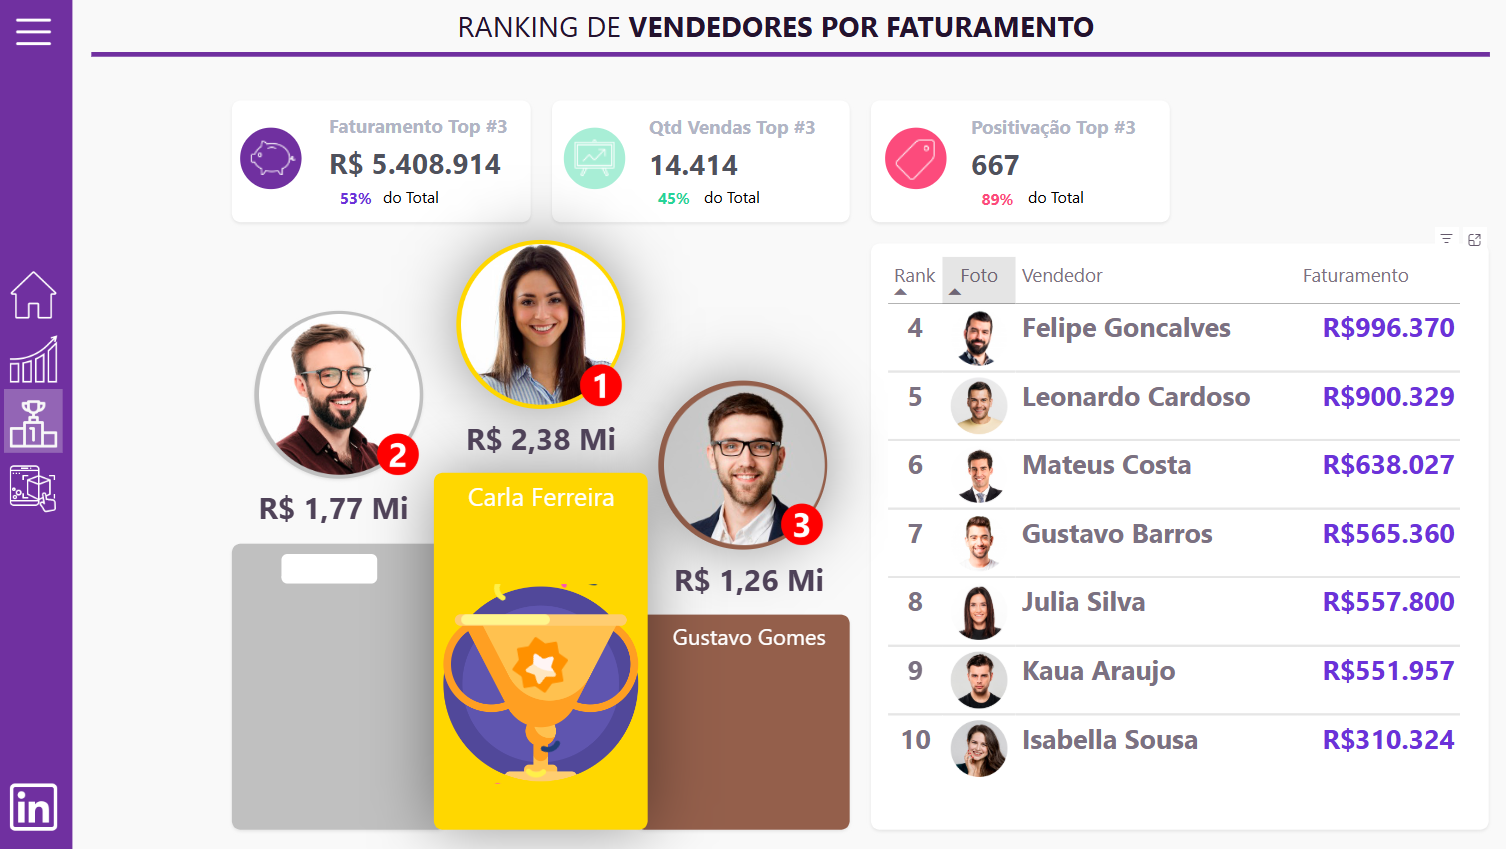 RANKING DE VENDEDORES POR FATURAMENTO
Faturamento Top #3
R$ 5.408.914
53% do Total
Qtd Vendas Top #3
14.414
45% do Total
Positivação Top #3
667
89% do Total
1
R$ 2,38 Mi
Carla Ferreira
2
R$ 1,77 Mi
3
R$ 1,26 Mi
Gustavo Gomes
Rank Foto Vendedor Faturamento
4 Felipe Goncalves R$996.370
5 Leonardo Cardoso R$900.329
6 Mateus Costa R$638.027
7 Gustavo Barros R$565.360
8 Julia Silva R$557.800
9 Kaua Araujo R$551.957
10 Isabella Sousa R$310.324
1
in